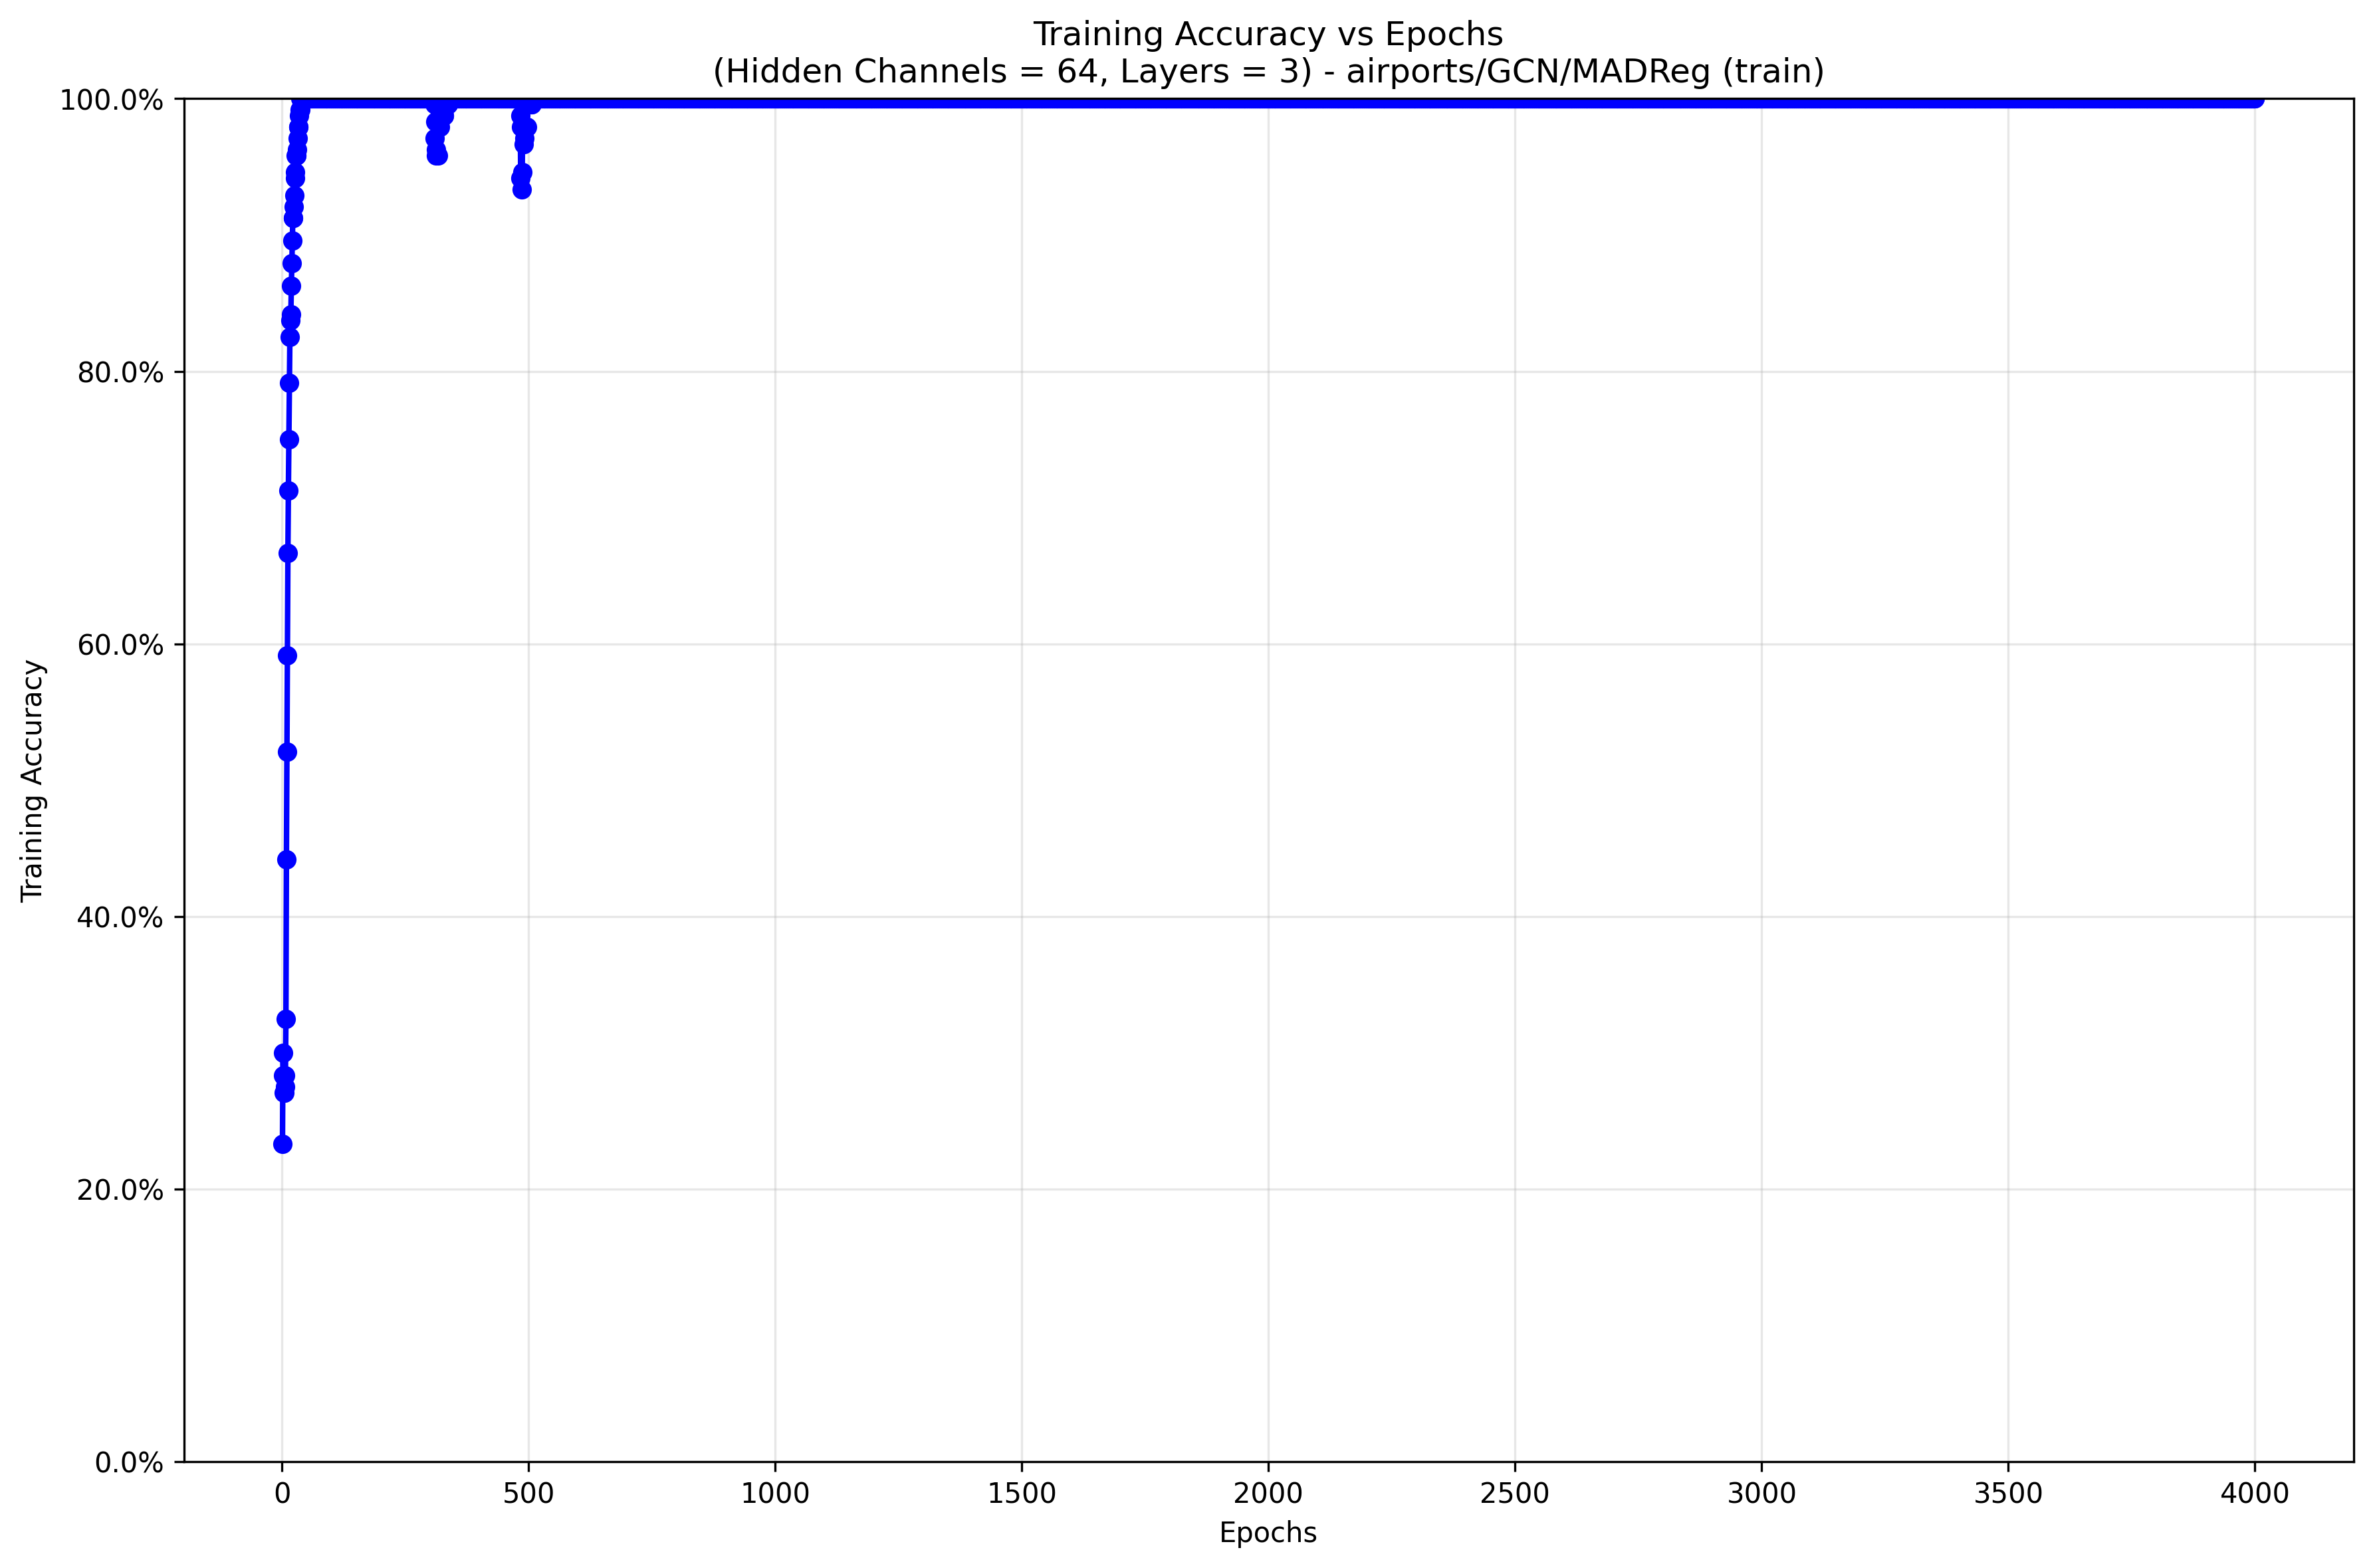 Training Accuracy vs Epochs
(Hidden Channels = 64, Layers = 3) - airports/GCN/MADReg (train)
Training Accuracy
100.0%
80.0%
60.0%
40.0%
20.0%
0.0%
0 500 1000 1500 2000 2500 3000 3500 4000
Epochs